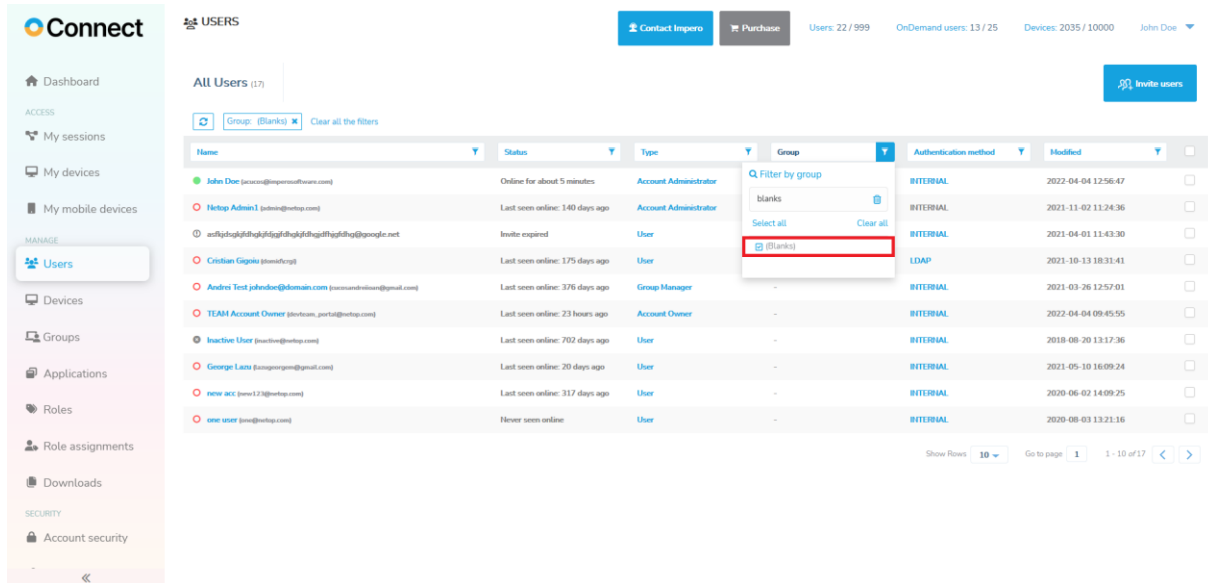 Connect
USERS
Contact Impero
Purchase
Users: 22 / 999
OnDemand users: 13 / 25
Devices: 2035 / 10000
John Doe
Dashboard
ACCESS
My sessions
My devices
My mobile devices
MANAGE
Users
Devices
Groups
Applications
Roles
Role assignments
Downloads
SECURITY
Account security
All Users (17)
Invite users
Group: (Blanks) Clear all the filters
Name Status Type Group Authentication method Modified
Filter by group
blanks
Select all Clear all
(Blanks)
John Doe (acucos@imperosoftware.com) Online for about 5 minutes Account Administrator INTERNAL 2022-04-04 12:56:47
Netop Admin1 (admin@netop.com) Last seen online: 140 days ago Account Administrator INTERNAL 2021-11-02 11:24:36
Invite expired User INTERNAL 2021-04-01 11:43:30
Cristian Gigoiu Last seen online: 175 days ago User LDAP 2021-10-13 18:31:41
Andrei Test johndoe@domain.com Last seen online: 376 days ago Group Manager - INTERNAL 2021-03-26 12:57:01
TEAM Account Owner (devteam_portal@netop.com) Last seen online: 23 hours ago Account Owner - INTERNAL 2022-04-04 09:45:55
Inactive User (inactive@netop.com) Last seen online: 702 days ago User - INTERNAL 2018-08-20 13:17:36
George Lazu Last seen online: 20 days ago User - INTERNAL 2021-05-10 16:09:24
new acc (new123@netop.com) Last seen online: 317 days ago User - INTERNAL 2020-06-02 14:09:25
one user (one@netop.com) Never seen online User - INTERNAL 2020-08-03 13:21:16
Show Rows 10 Go to page 1 1 - 10 of 17